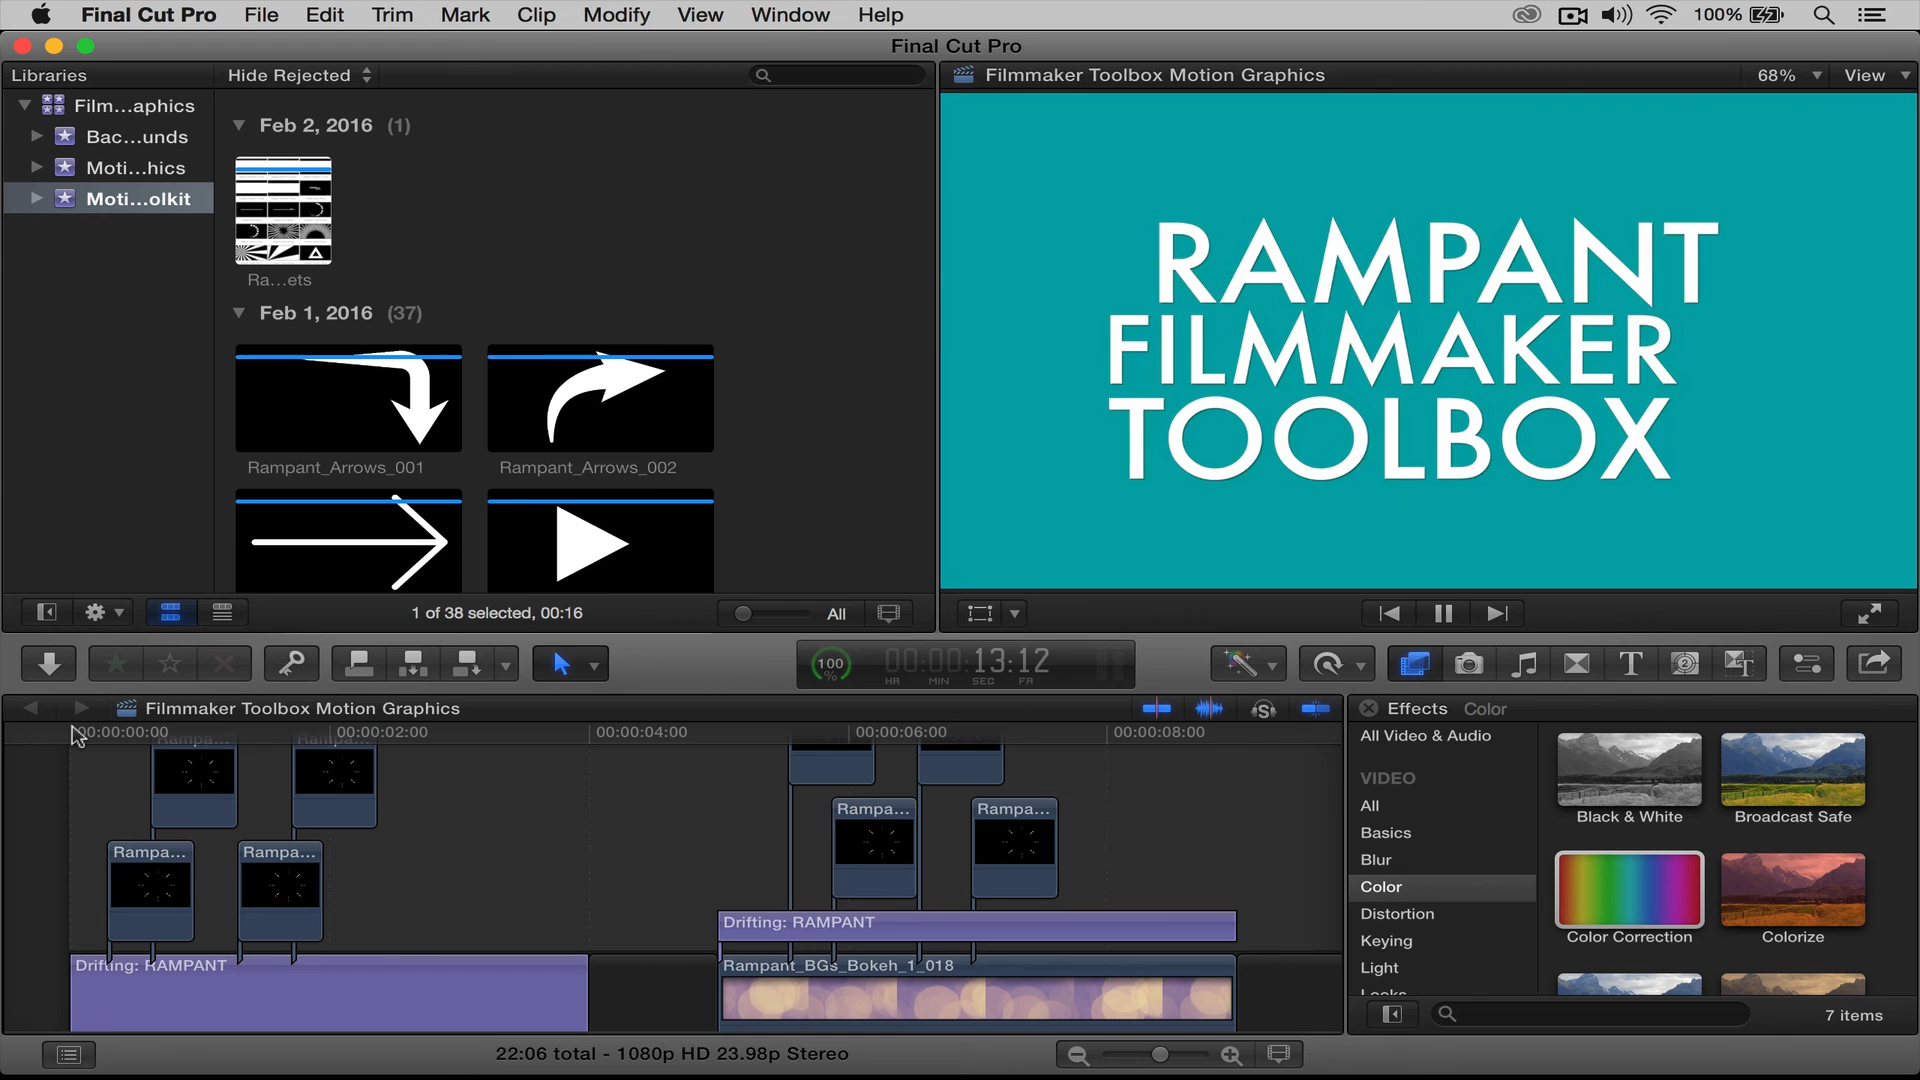 Final Cut Pro File Edit Trim Mark Clip Modify View Window Help 100%
Final Cut Pro
Libraries Hide Rejected
Filmmaker Toolbox Motion Graphics 68% View
Film...aphics
Bac...unds
Moti...hics
Moti...olkit
Feb 2, 2016 (1)
Ra...ets
Feb 1, 2016 (37)
Rampant_Arrows_001
Rampant_Arrows_002
RAMPANT
FILMMAKER
TOOLBOX
1 of 38 selected, 00:16
All
100 %
00:00:13:12
HR MIN SEC FR
Filmmaker Toolbox Motion Graphics
00:00:00:00 00:00:02:00 00:00:04:00 00:00:06:00 00:00:08:00
Rampa... Rampa...
Rampa... Rampa...
Rampa... Rampa...
Drifting: RAMPANT
Drifting: RAMPANT
Rampant_BGs_Bokeh_1_018
Effects Color
All Video & Audio
VIDEO
All
Basics
Blur
Color
Distortion
Keying
Light
Looks
Black & White
Broadcast Safe
Color Correction
Colorize
7 items
22:06 total - 1080p HD 23.98p Stereo